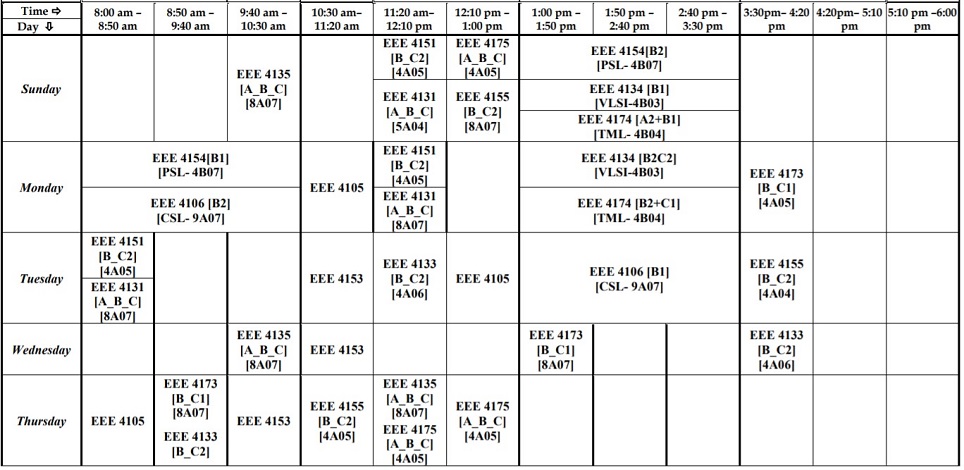 Time ⇨
Day ⇩
8:00 am –
8:50 am
8:50 am –
9:40 am
9:40 am –
10:30 am
10:30 am–
11:20 am
11:20 am–
12:10 pm
12:10 pm –
1:00 pm
1:00 pm –
1:50 pm
1:50 pm –
2:40 pm
2:40 pm –
3:30 pm
3:30pm– 4:20
pm
4:20pm– 5:10
pm
5:10 pm –6:00
pm
Sunday
EEE 4135
[A_B_C]
[8A07]
EEE 4151
[B_C2]
[4A05]
EEE 4131
[A_B_C]
[5A04]
EEE 4175
[A_B_C]
[4A05]
EEE 4155
[B_C2]
[8A07]
EEE 4154[B2]
[PSL- 4B07]
EEE 4134 [B1]
[VLSI-4B03]
EEE 4174 [A2+B1]
[TML- 4B04]
Monday
EEE 4154[B1]
[PSL- 4B07]
EEE 4106 [B2]
[CSL- 9A07]
EEE 4105
EEE 4151
[B_C2]
[4A05]
EEE 4131
[A_B_C]
[8A07]
EEE 4134 [B2C2]
[VLSI-4B03]
EEE 4174 [B2+C1]
[TML- 4B04]
EEE 4173
[B_C1]
[4A05]
Tuesday
EEE 4151
[B_C2]
[4A05]
EEE 4131
[A_B_C]
[8A07]
EEE 4153
EEE 4133
[B_C2]
[4A06]
EEE 4105
EEE 4106 [B1]
[CSL- 9A07]
EEE 4155
[B_C2]
[4A04]
Wednesday
EEE 4135
[A_B_C]
[8A07]
EEE 4153
EEE 4173
[B_C1]
[8A07]
EEE 4133
[B_C2]
[4A06]
Thursday
EEE 4105
EEE 4173
[B_C1]
[8A07]
EEE 4133
[B_C2]
EEE 4153
EEE 4155
[B_C2]
[4A05]
EEE 4135
[A_B_C]
[8A07]
EEE 4175
[A_B_C]
[4A05]
EEE 4175
[A_B_C]
[4A05]